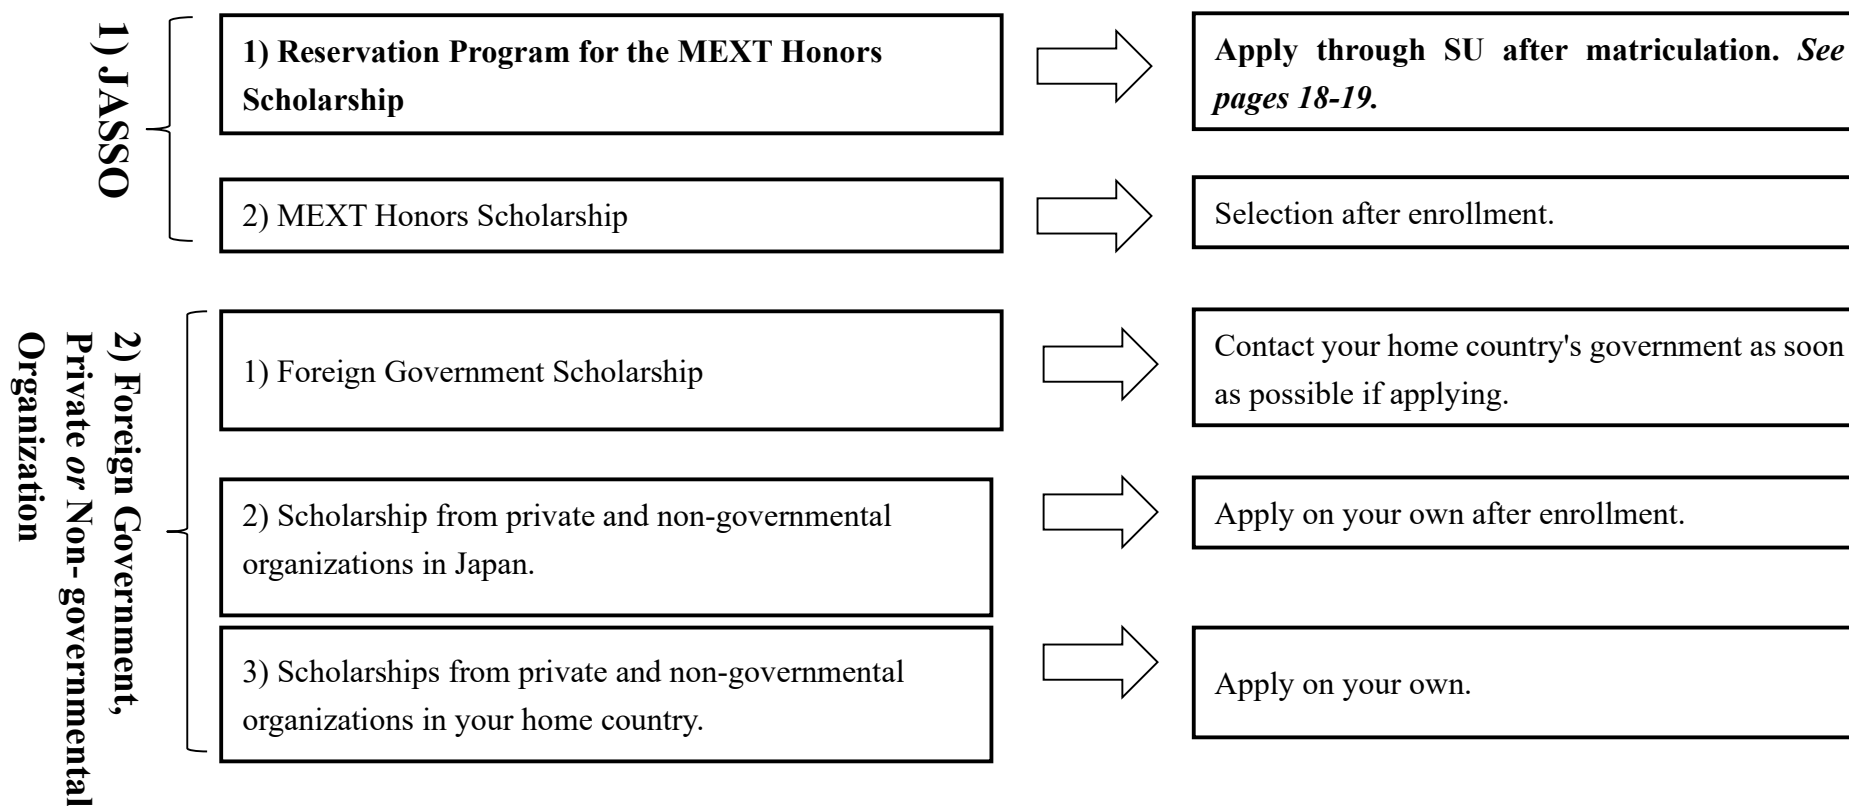 1) JASSO
1) Reservation Program for the MEXT Honors
Scholarship
Apply through SU after matriculation. See
pages 18-19.
2) MEXT Honors Scholarship
Selection after enrollment.
2) Foreign Government,
Private or Non- governmental
Organization
1) Foreign Government Scholarship
Contact your home country's government as soon
as possible if applying.
2) Scholarship from private and non-governmental
organizations in Japan.
Apply on your own after enrollment.
3) Scholarships from private and non-governmental
organizations in your home country.
Apply on your own.